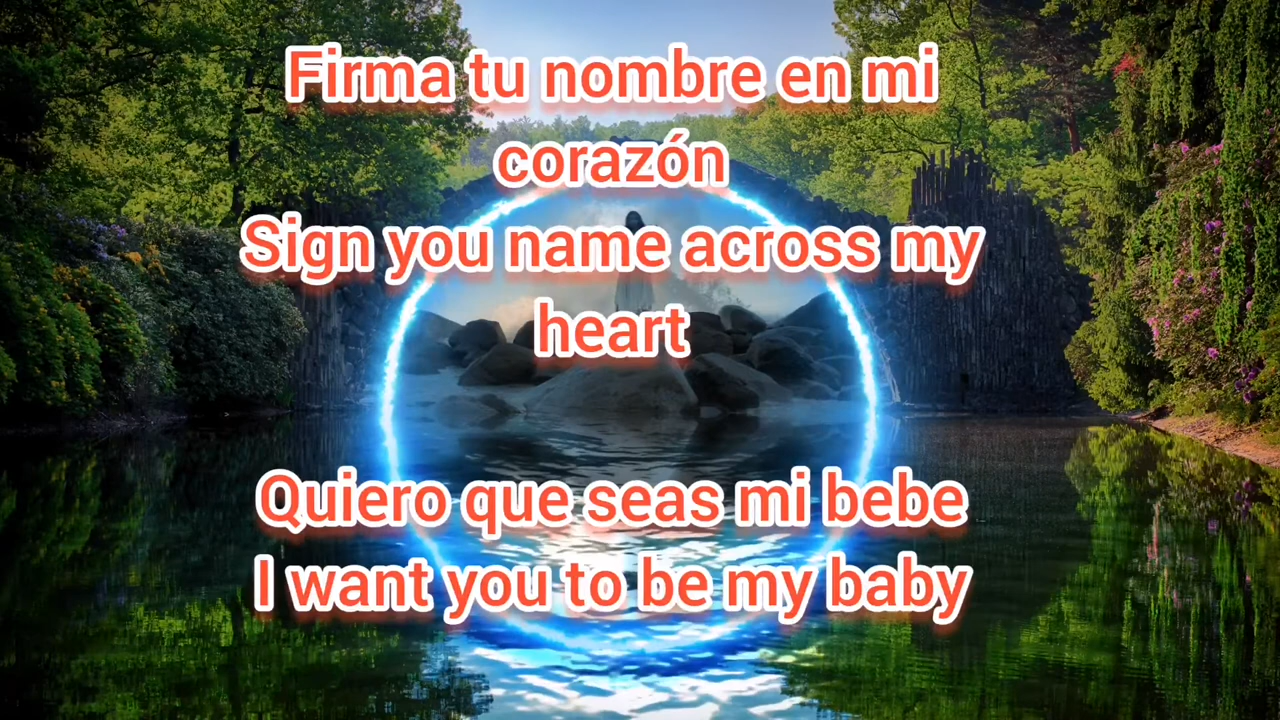 Firma tu nombre en mi
corazón
Sign you name across my
heart
Quiero que seas mi bebe
I want you to be my baby